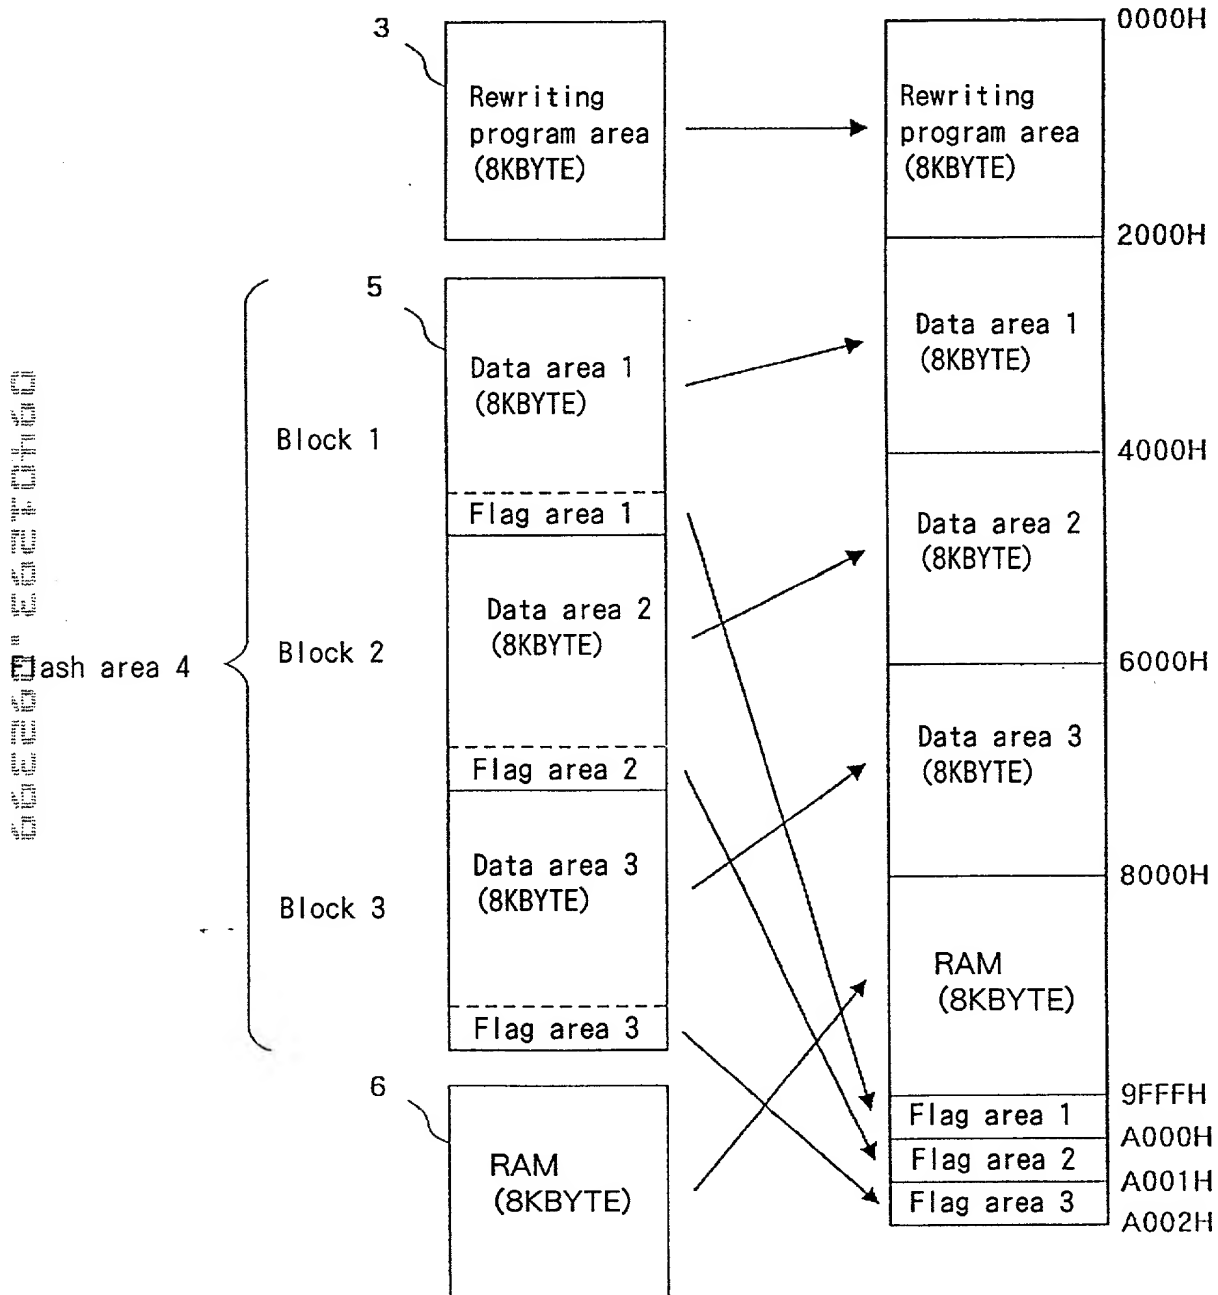 3
Rewriting
program area
(8KBYTE)
5
Data area 1
(8KBYTE)
Flag area 1
Data area 2
(8KBYTE)
Flag area 2
Data area 3
(8KBYTE)
Flag area 3
6
RAM
(8KBYTE)
Block 1
Block 2
Block 3
Flash area 4
Rewriting
program area
(8KBYTE)
Data area 1
(8KBYTE)
Data area 2
(8KBYTE)
Data area 3
(8KBYTE)
RAM
(8KBYTE)
Flag area 1
Flag area 2
Flag area 3
0000H
2000H
4000H
6000H
8000H
9FFFH
A000H
A001H
A002H